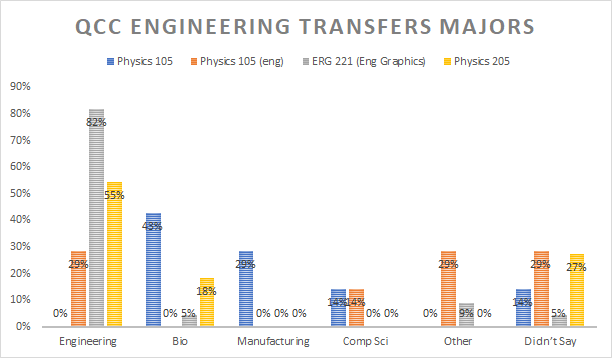 QCC ENGINEERING TRANSFERS MAJORS
Physics 105 Physics 105 (eng) ERG 221 (Eng Graphics) Physics 205
90%
80%
70%
60%
50%
40%
30%
20%
10%
0%
0% 29% 82% 55%
43% 0% 5% 18%
29% 0% 0% 0%
14% 14% 0% 0%
0% 29% 9% 0%
14% 29% 5% 27%
Engineering Bio Manufacturing Comp Sci Other Didn't Say